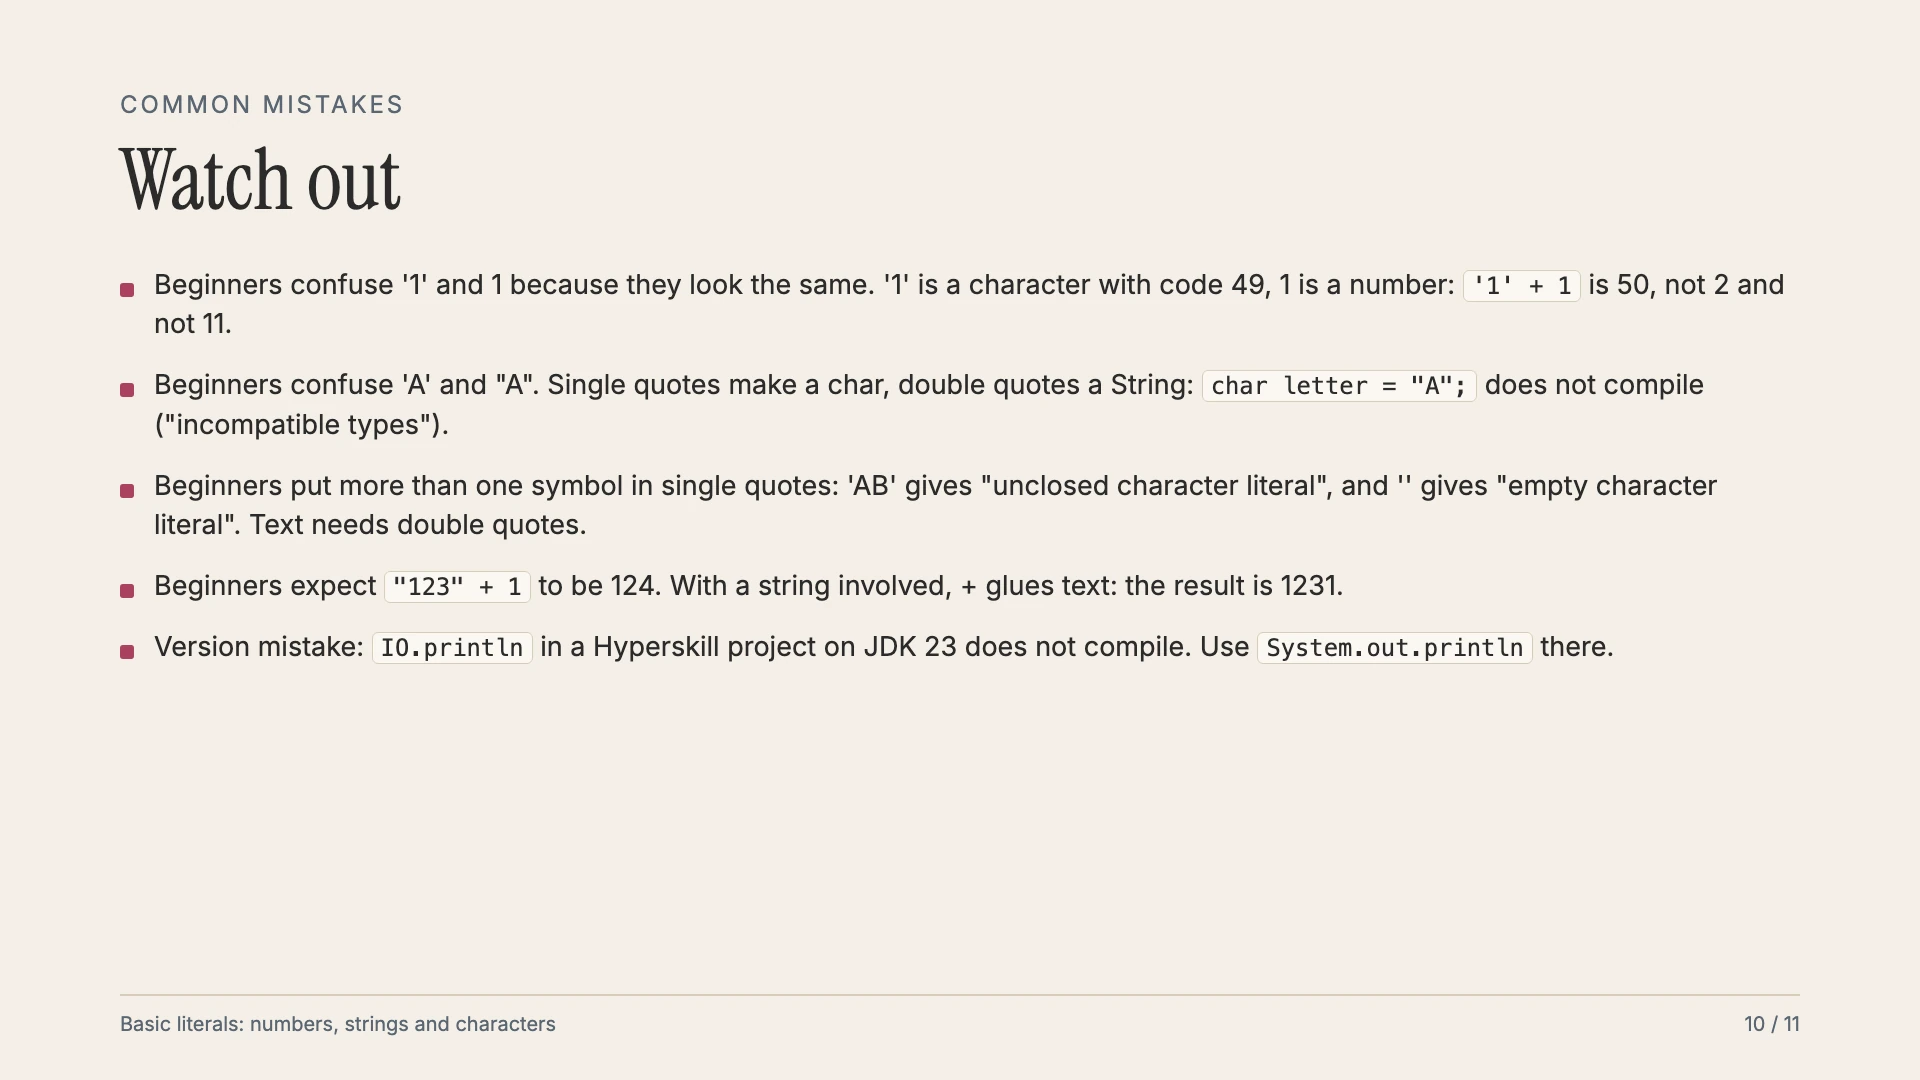 COMMON MISTAKES
Watch out
Beginners confuse '1' and 1 because they look the same. '1' is a character with code 49, 1 is a number: '1' + 1 is 50, not 2 and
not 11.
Beginners confuse 'A' and "A". Single quotes make a char, double quotes a String: char letter = "A"; does not compile
("incompatible types").
Beginners put more than one symbol in single quotes: 'AB' gives "unclosed character literal", and '' gives "empty character
literal". Text needs double quotes.
Beginners expect "123" + 1 to be 124. With a string involved, + glues text: the result is 1231.
Version mistake: IO.println in a Hyperskill project on JDK 23 does not compile. Use System.out.println there.
Basic literals: numbers, strings and characters
10 / 11